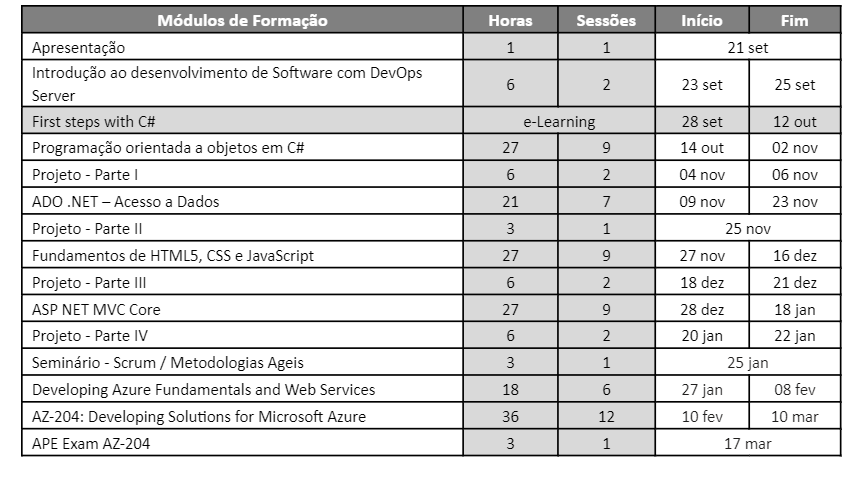 Módulos de Formação Horas Sessões Início Fim
Apresentação 1 1 21 set
Introdução ao desenvolvimento de Software com DevOps
Server 6 2 23 set 25 set
First steps with C# e-Learning 28 set 12 out
Programação orientada a objetos em C# 27 9 14 out 02 nov
Projeto - Parte I 6 2 04 nov 06 nov
ADO .NET – Acesso a Dados 21 7 09 nov 23 nov
Projeto - Parte II 3 1 25 nov
Fundamentos de HTML5, CSS e JavaScript 27 9 27 nov 16 dez
Projeto - Parte III 6 2 18 dez 21 dez
ASP NET MVC Core 27 9 28 dez 18 jan
Projeto - Parte IV 6 2 20 jan 22 jan
Seminário - Scrum / Metodologias Ageis 3 1 25 jan
Developing Azure Fundamentals and Web Services 18 6 27 jan 08 fev
AZ-204: Developing Solutions for Microsoft Azure 36 12 10 fev 10 mar
APE Exam AZ-204 3 1 17 mar